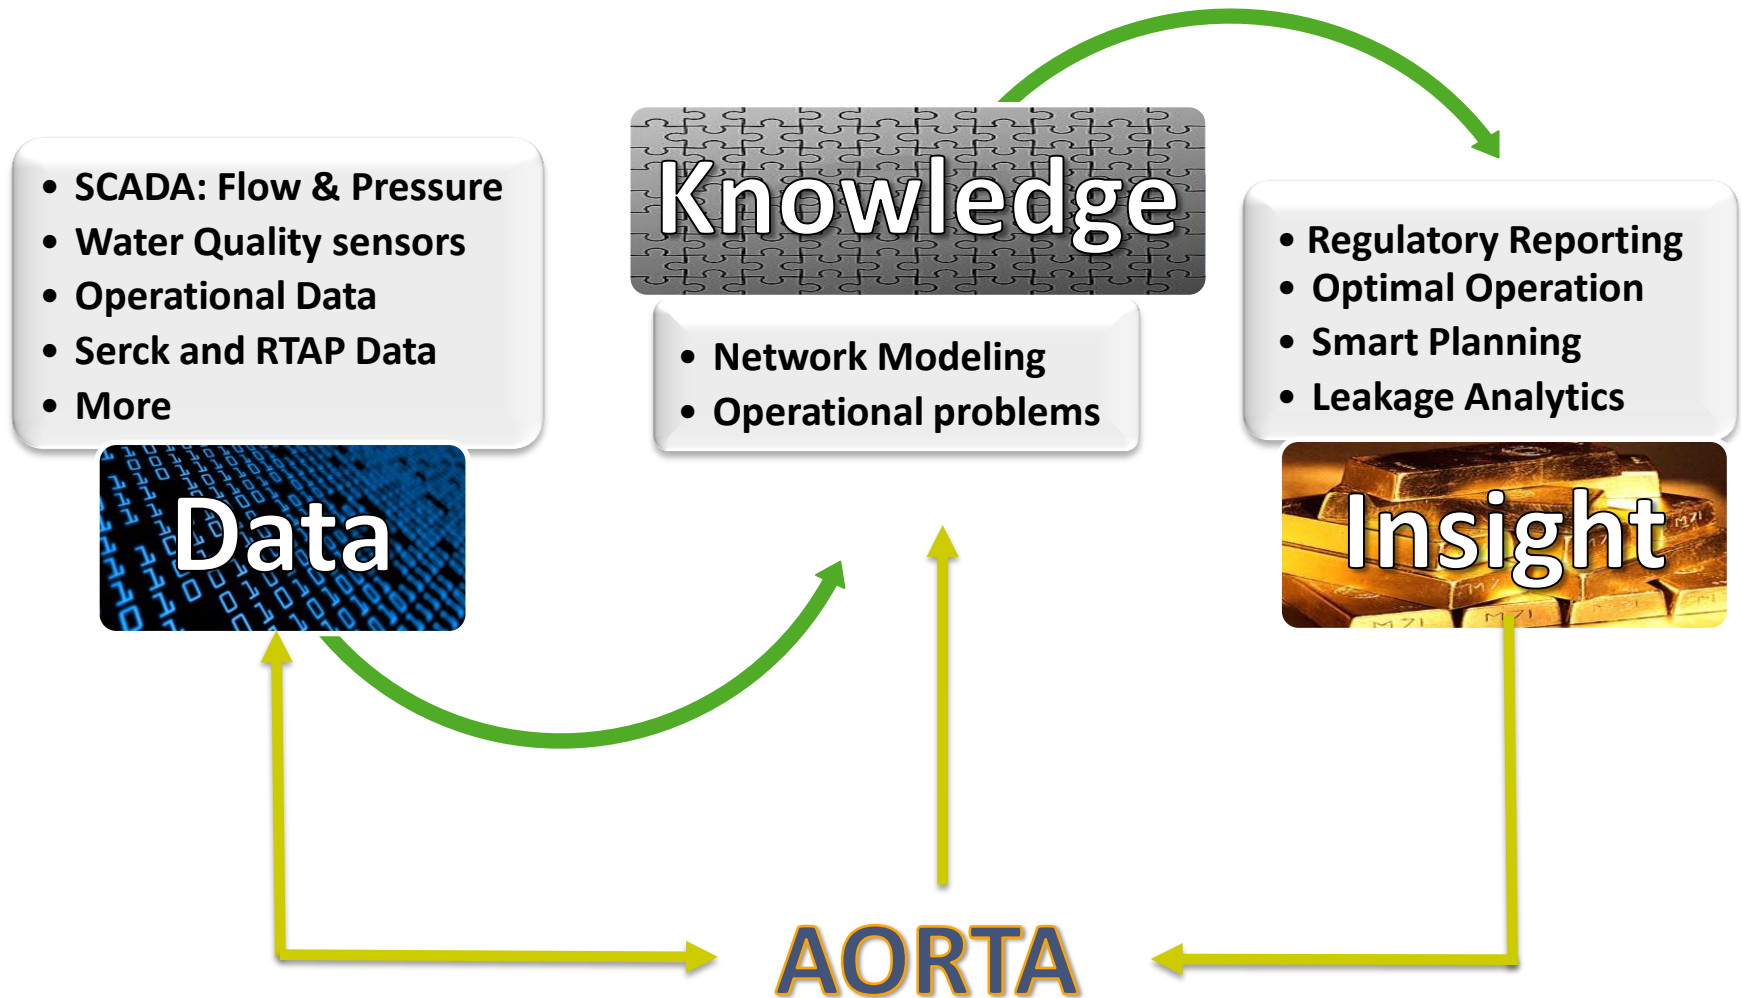 • SCADA: Flow & Pressure
• Water Quality sensors
• Operational Data
• Serck and RTAP Data
• More
Data
Knowledge
• Network Modeling
• Operational problems
• Regulatory Reporting
• Optimal Operation
• Smart Planning
• Leakage Analytics
Insight
AORTA